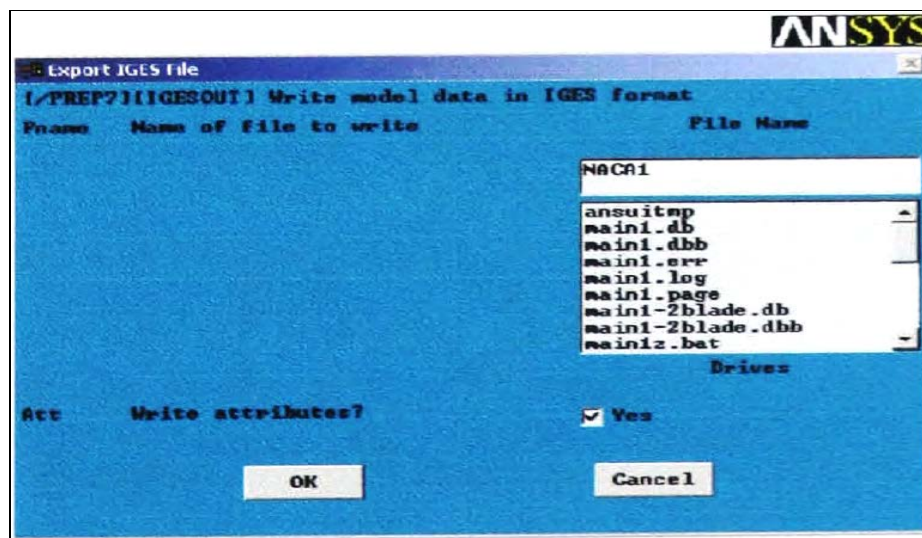 ANSYS
Export IGES File
[/PREP7][IGESOUT] Write model data in IGES format
Pname Name of file to write File Name
NACA1
ansuitmp
main1.db
main1.dbb
main1.err
main1.log
main1.page
main1-2blade.db
main1-2blade.dbb
main1z.bat
Drives
Att Write attributes? Yes
OK Cancel